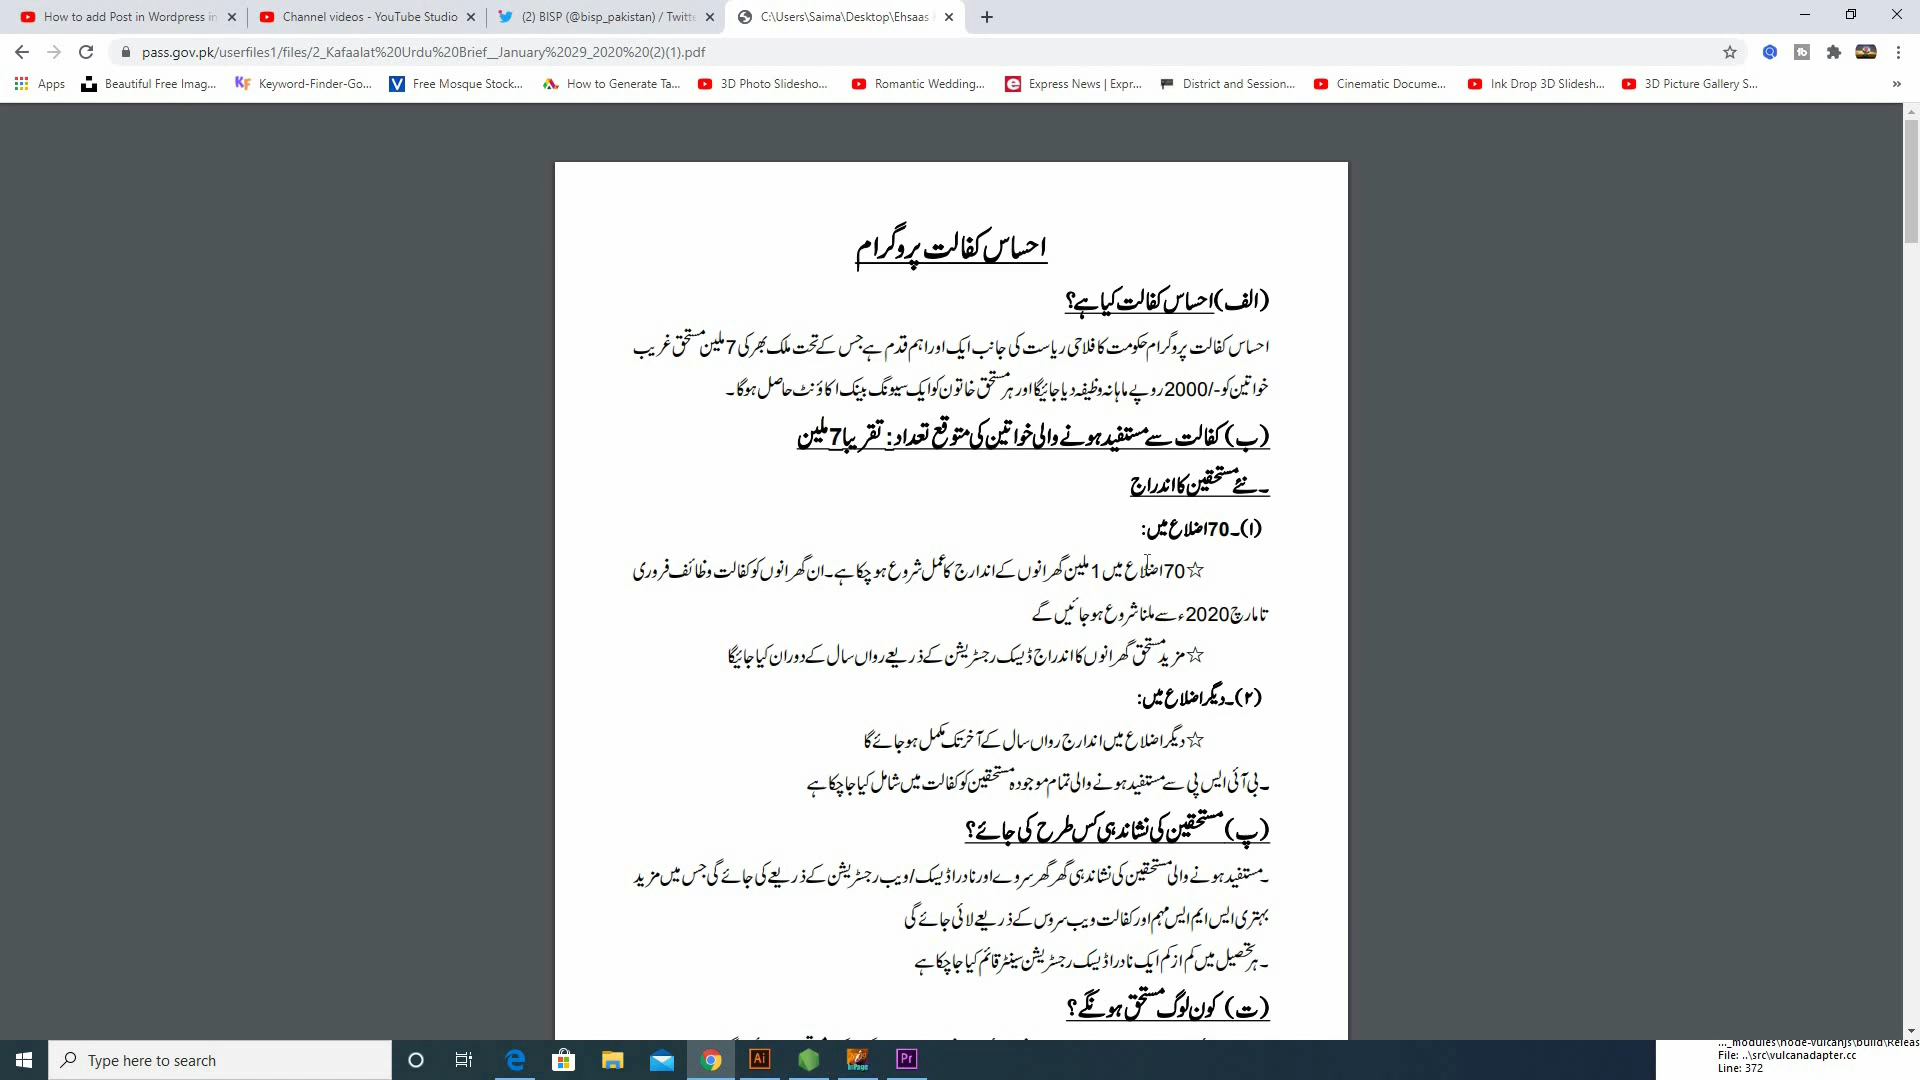 How to add Post in Wordpress in
Channel videos - YouTube Studio
(2) BISP (@bisp_pakistan) / Twitte
C:\Users\Saima\Desktop\Ehsaas
pass.gov.pk/userfiles1/files/2_Kafaalat%20Urdu%20Brief__January%2029_2020%20(2)(1).pdf
Apps
Beautiful Free Imag...
Keyword-Finder-Go...
Free Mosque Stock...
How to Generate Ta...
3D Photo Slidesho...
Romantic Wedding...
Express News | Expr...
District and Session...
Cinematic Docume...
Ink Drop 3D Slidesh...
3D Picture Gallery S...
احساس کفالت پروگرام
(الف) احساس کفالت کیا ہے؟
احساس کفالت پروگرام حکومت کا فلاحی ریاست کی جانب ایک اور اہم قدم ہے جس کے تحت ملک بھر کی 7 ملین مستحق غریب
خواتین کو -/2000 روپے ماہانہ وظیفہ دیا جائیگا اور ہر مستحق خاتون کو ایک سیونگ بینک اکاؤنٹ حاصل ہوگا۔
(ب) کفالت سے مستفید ہونے والی خواتین کی متوقع تعداد: تقریبا 7 ملین
۔ نئے مستحقین کا اندراج
(۱)۔ 70 اضلاع میں:
☆ 70 اضلاع میں 1 ملین گھرانوں کے اندارج کا عمل شروع ہو چکا ہے۔ ان گھرانوں کو کفالت وظائف فروری
تا مارچ 2020ء سے ملنا شروع ہو جائیں گے
☆ مزید مستحق گھرانوں کا اندراج ڈیسک رجسٹریشن کے ذریعے رواں سال کے دوران کیا جائیگا
(۲)۔ دیگر اضلاع میں:
☆ دیگر اضلاع میں اندارج رواں سال کے آخر تک مکمل ہو جائے گا
۔ بی آئی ایس پی سے مستفید ہونے والی تمام موجودہ مستحقین کو کفالت میں شامل کیا جا چکا ہے
(پ) مستحقین کی نشاندہی کس طرح کی جائے؟
۔ مستفید ہونے والی مستحقین کی نشاندہی گھر گھر سروے اور نادرا ڈیسک/ویب رجسٹریشن کے ذریعے کی جائے گی جس میں مزید
بہتری ایس ایم ایس مہم اور کفالت ویب سروس کے ذریعے لائی جائے گی
۔ ہر تحصیل میں کم از کم ایک نادرا ڈیسک رجسٹریشن سینٹر قائم کیا جا چکا ہے
(ت) کون لوگ مستحق ہونگے؟
Type here to search
Ai
InPage
Pr
..._modules\node-vulcanjs\build\Releas
File: ..\src\vulcanadapter.cc
Line: 372